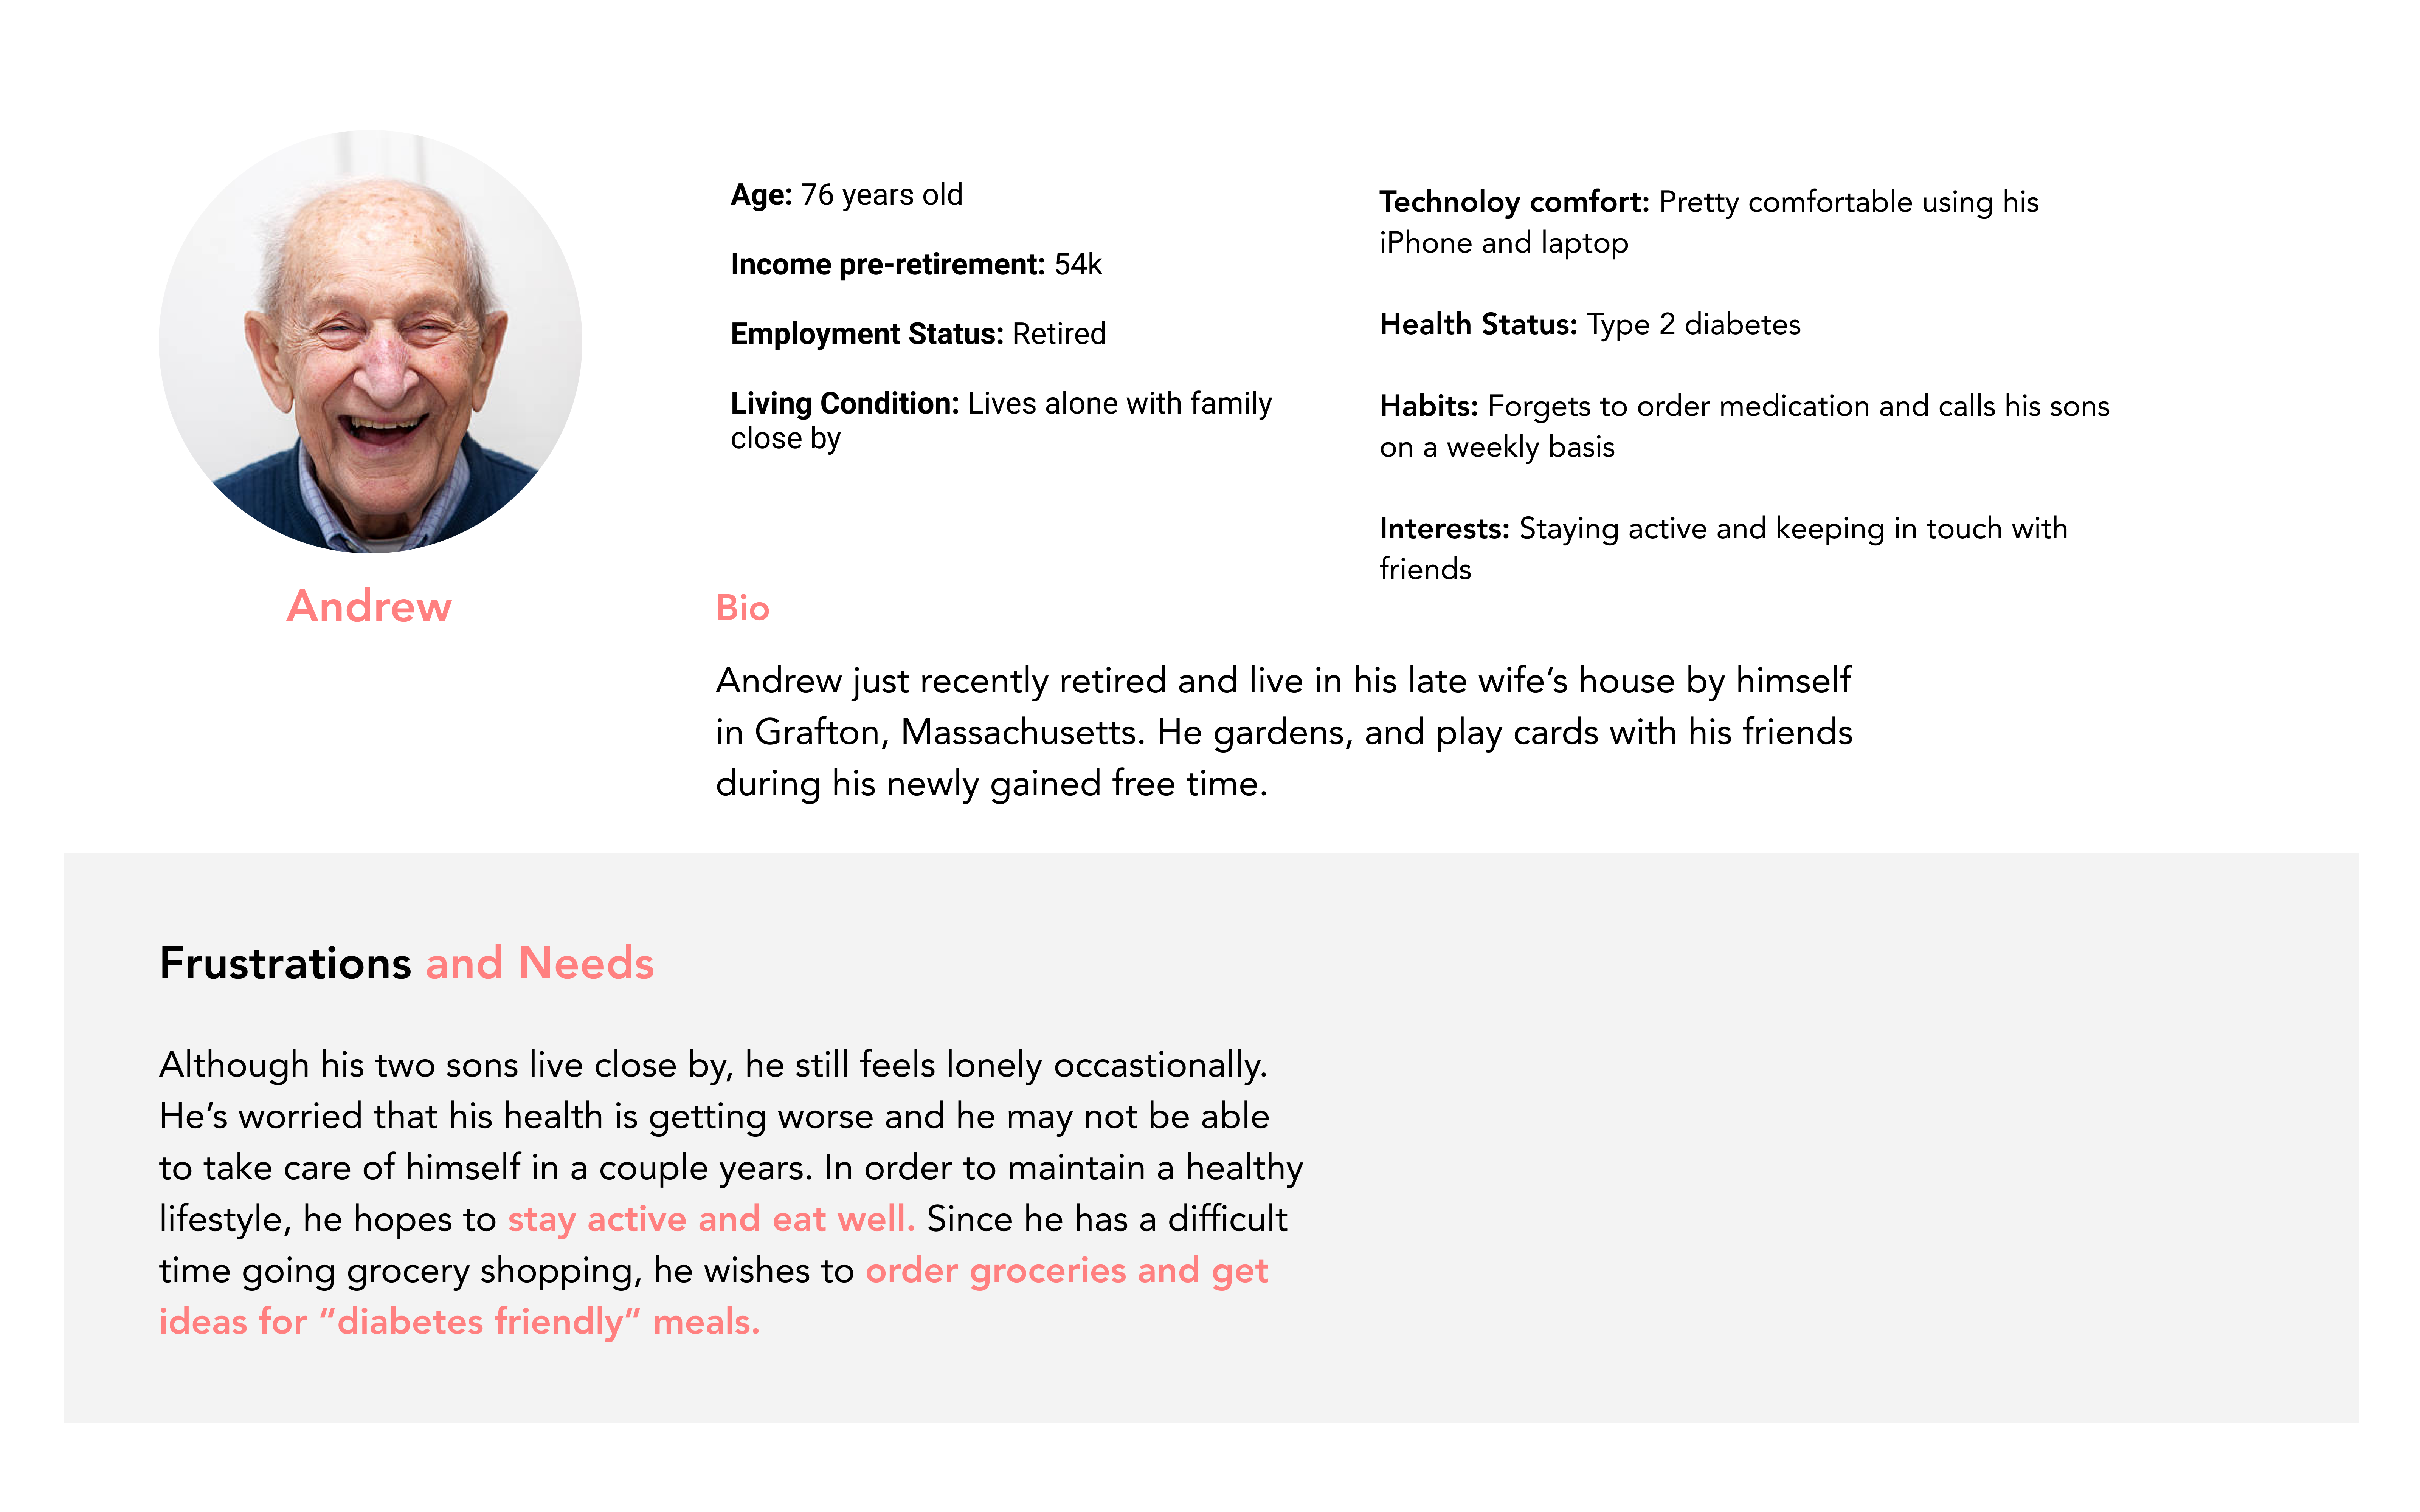 Andrew
Age: 76 years old
Income pre-retirement: 54k
Employment Status: Retired
Living Condition: Lives alone with family
close by
Technoloy comfort: Pretty comfortable using his
iPhone and laptop
Health Status: Type 2 diabetes
Habits: Forgets to order medication and calls his sons
on a weekly basis
Interests: Staying active and keeping in touch with
friends
Bio
Andrew just recently retired and live in his late wife’s house by himself
in Grafton, Massachusetts. He gardens, and play cards with his friends
during his newly gained free time.
Frustrations and Needs
Although his two sons live close by, he still feels lonely occastionally.
He’s worried that his health is getting worse and he may not be able
to take care of himself in a couple years. In order to maintain a healthy
lifestyle, he hopes to stay active and eat well. Since he has a difficult
time going grocery shopping, he wishes to order groceries and get
ideas for “diabetes friendly” meals.